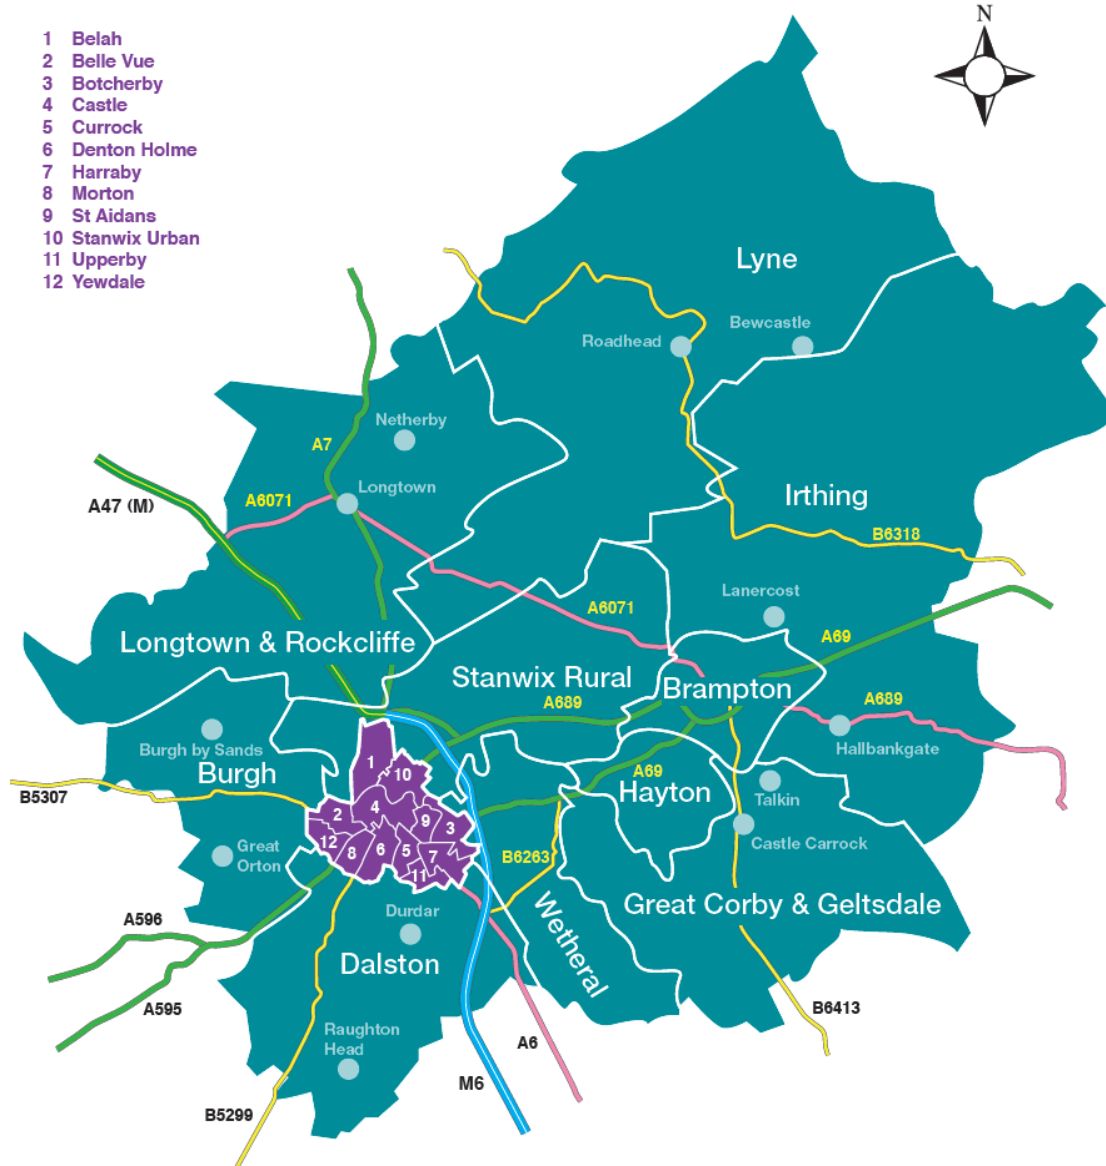 1 Belah
2 Belle Vue
3 Botcherby
4 Castle
5 Currock
6 Denton Holme
7 Harraby
8 Morton
9 St Aidans
10 Stanwix Urban
11 Upperby
12 Yewdale
N
Lyne
Bewcastle
Roadhead
Netherby
A7
Longtown
A6071
A47 (M)
Irthing
B6318
Lanercost
A6071
A69
Longtown & Rockcliffe
Stanwix Rural
Brampton
A689
A689
Hallbankgate
Burgh by Sands
Burgh
B5307
A69
Hayton
Talkin
Castle Carrock
1
10
4
2
9
3
12
8
6
5
7
11
Great
Orton
B6263
Great Corby & Geltsdale
Wetheral
A596
A595
Durdar
Dalston
Raughton
Head
A6
M6
B6413
B5299